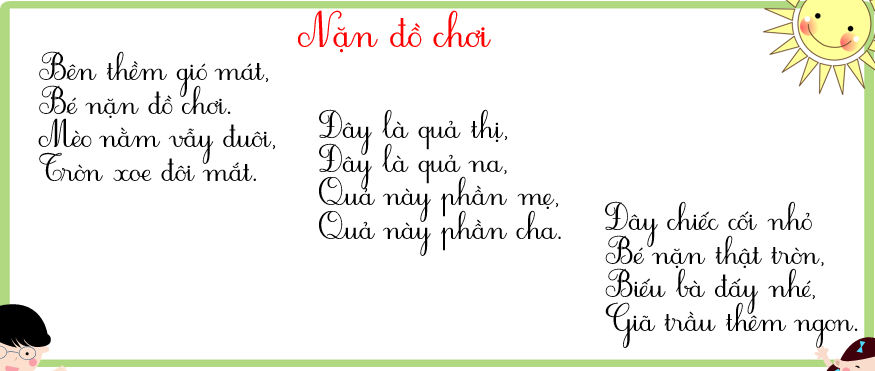 Nặn đồ chơi
Bên thềm gió mát,
Bé nặn đồ chơi.
Mèo nằm vẫy đuôi,
Tròn xoe đôi mắt.
Đây là quả thị,
Đây là quả na,
Quả này phần mẹ,
Quả này phần cha.
Đây chiếc cối nhỏ
Bé nặn thật tròn,
Biếu bà đấy nhé,
Giã trầu thêm ngon.